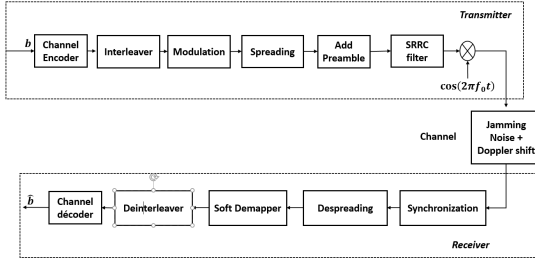 Transmitter
b
Channel
Encoder
Interleaver
Modulation
Spreading
Add
Preamble
SRRC
filter
cos(2πf₀t)
Channel
Jamming
Noise +
Doppler shift
b̂
Channel
décoder
Deinterleaver
Soft Demapper
Despreading
Synchronization
Receiver